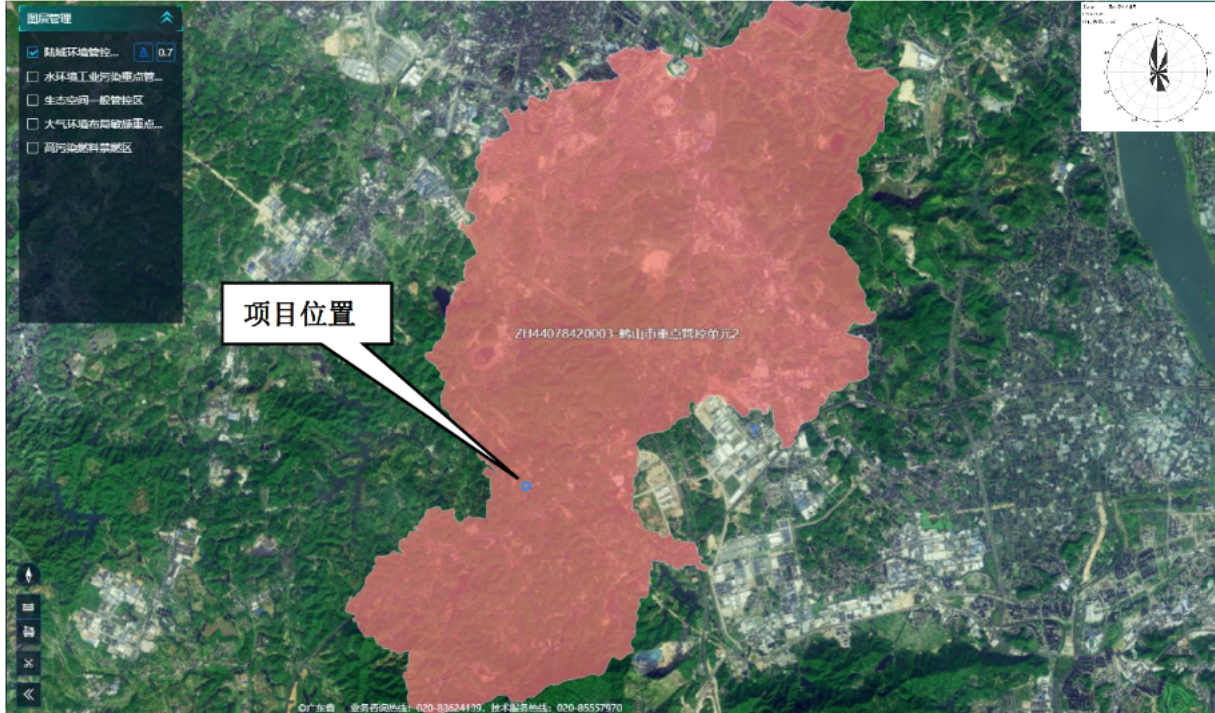 图层管理
陆域环境管控... 0.7
水环境工业污染重点管...
生态空间一般管控区
大气环境布局敏感重点...
高污染燃料禁燃区
项目位置
ZH44078420003-鹤山市重点管控单元2
©广东省 业务咨询热线：020-83624139，技术服务热线：020-85557970